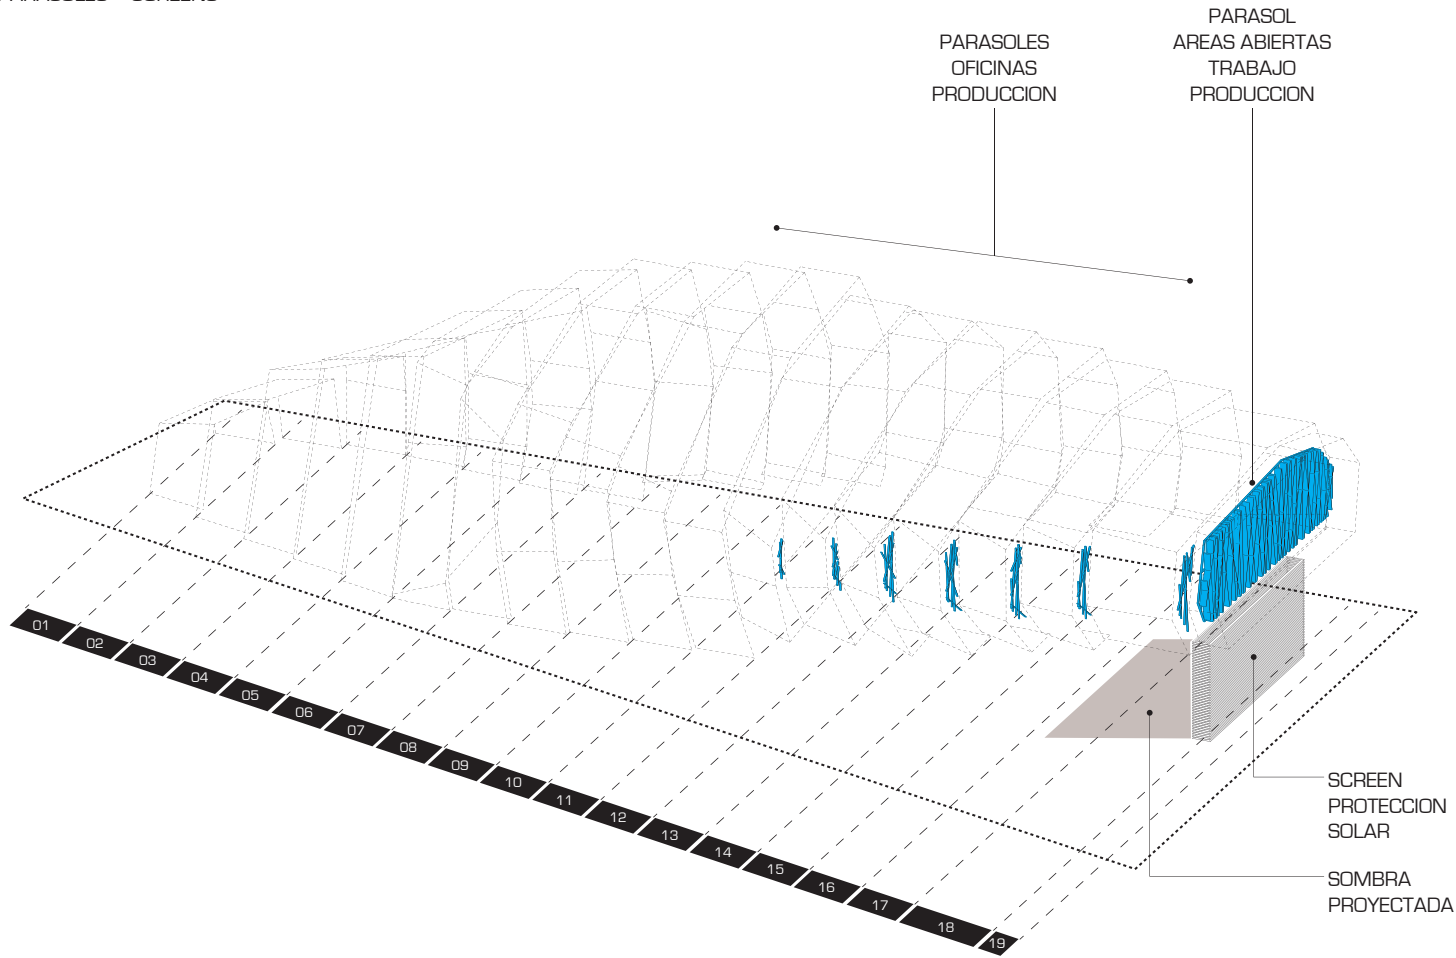 PARASOL
AREAS ABIERTAS
TRABAJO
PRODUCCION
PARASOLES
OFICINAS
PRODUCCION
01
02
03
04
05
06
07
08
09
10
11
12
13
14
15
16
17
18
19
SCREEN
PROTECCION
SOLAR
SOMBRA
PROYECTADA